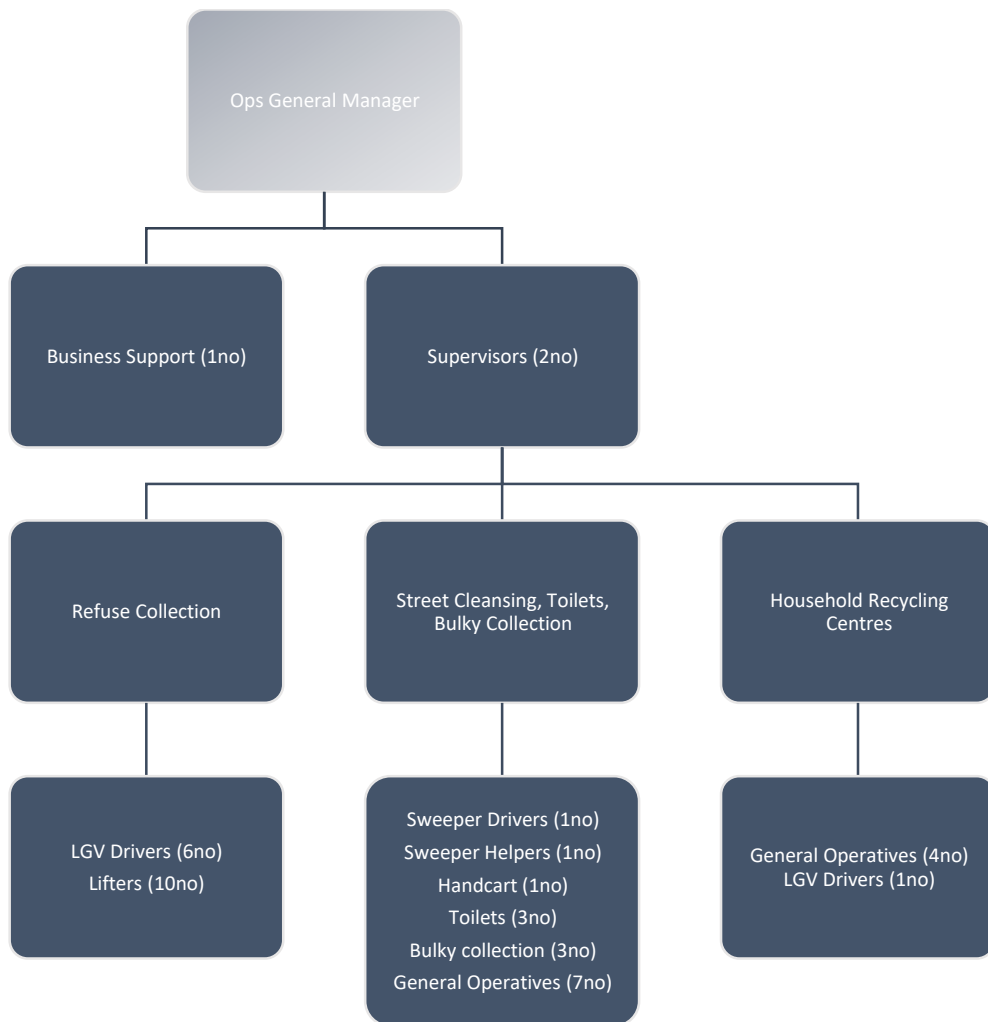 Ops General Manager
Business Support (1no)
Supervisors (2no)
Refuse Collection
Street Cleansing, Toilets,
Bulky Collection
Household Recycling
Centres
LGV Drivers (6no)
Lifters (10no)
Sweeper Drivers (1no)
Sweeper Helpers (1no)
Handcart (1no)
Toilets (3no)
Bulky collection (3no)
General Operatives (7no)
General Operatives (4no)
LGV Drivers (1no)